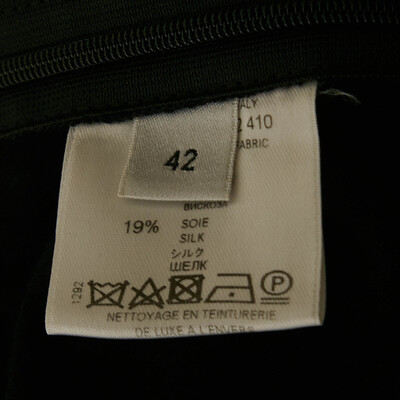 ALY
2 410
ABRIC
42
ВИСКОЗА
19% SOIE
SILK
シルク
ШЕЛК
1292
P
NETTOYAGE EN TEINTURERIE
DE LUXE A L'ENVERS